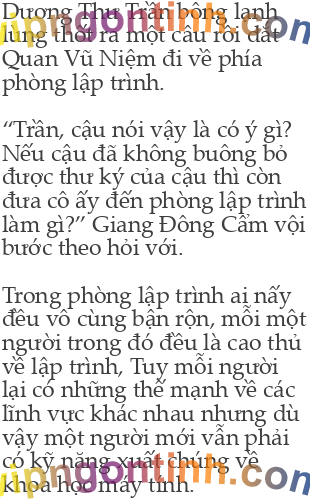 Dương Thư Trần bỗng lạnh
lùng thốt ra một câu rồi dắt
Quan Vũ Niệm đi về phía
phòng lập trình.
“Trần, cậu nói vậy là có ý gì?
Nếu cậu đã không buông bỏ
được thư ký của cậu thì còn
đưa cô ấy đến phòng lập trình
làm gì?” Giang Đông Cẩm vội
bước theo hỏi với.
Trong phòng lập trình ai nấy
đều vô cùng bận rộn, mỗi một
người trong đó đều là cao thủ
về lập trình, Tuy mỗi người
lại có những thế mạnh về các
lĩnh vực khác nhau nhưng dù
vậy một người mới vẫn phải
có kỹ năng xuất chúng về
khoa học máy tính.